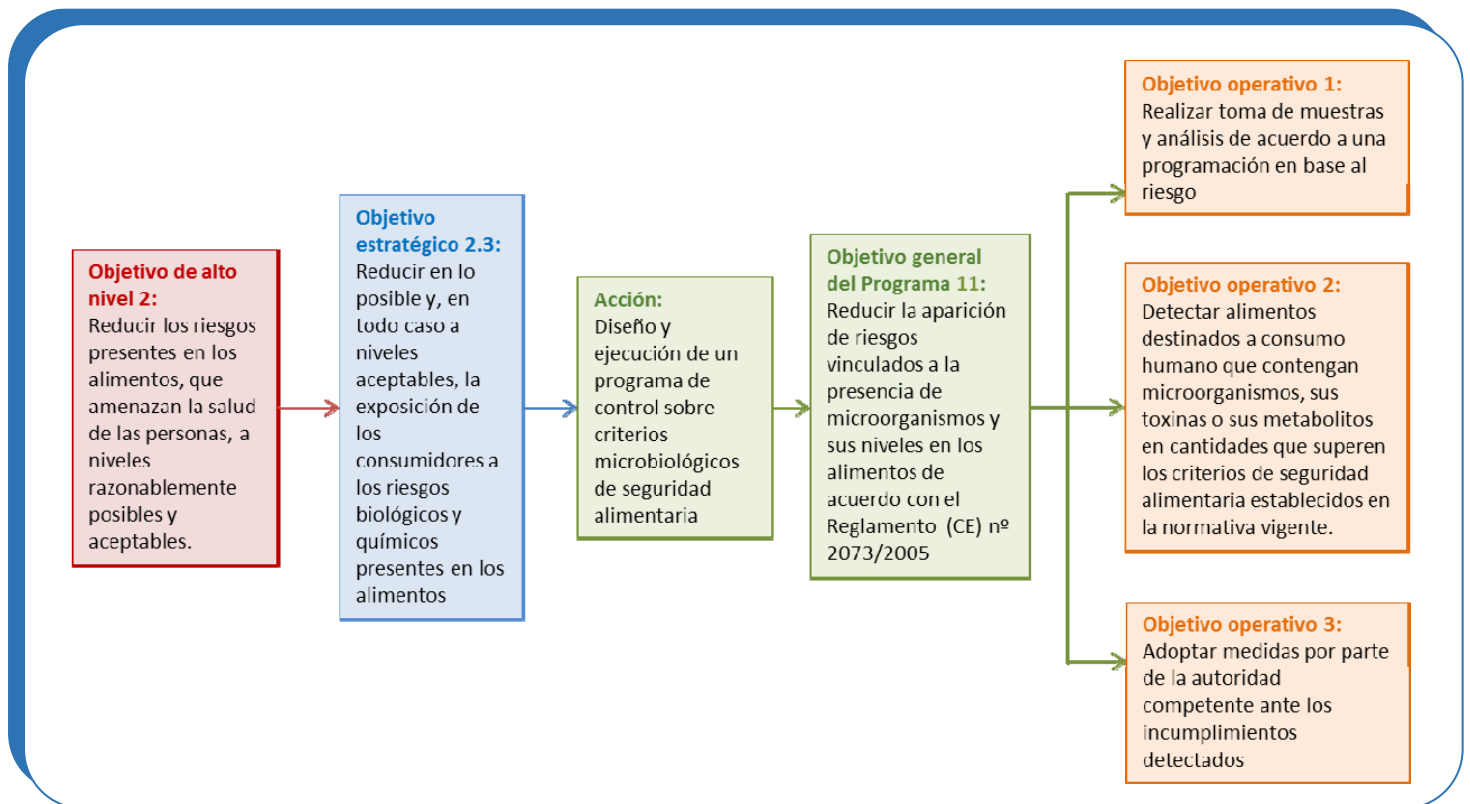 Objetivo de alto
nivel 2:
Reducir los riesgos
presentes en los
alimentos, que
amenazan la salud
de las personas, a
niveles
razonablemente
posibles y
aceptables.
Objetivo
estratégico 2.3:
Reducir en lo
posible y, en
todo caso a
niveles
aceptables, la
exposición de
los
consumidores a
los riesgos
biológicos y
químicos
presentes en los
alimentos
Acción:
Diseño y
ejecución de un
programa de
control sobre
criterios
microbiológicos
de seguridad
alimentaria
Objetivo general
del Programa 11:
Reducir la aparición
de riesgos
vinculados a la
presencia de
microorganismos y
sus niveles en los
alimentos de
acuerdo con el
Reglamento (CE) nº
2073/2005
Objetivo operativo 1:
Realizar toma de muestras
y análisis de acuerdo a una
programación en base al
riesgo
Objetivo operativo 2:
Detectar alimentos
destinados a consumo
humano que contengan
microorganismos, sus
toxinas o sus metabolitos
en cantidades que superen
los criterios de seguridad
alimentaria establecidos en
la normativa vigente.
Objetivo operativo 3:
Adoptar medidas por parte
de la autoridad
competente ante los
incumplimientos
detectados